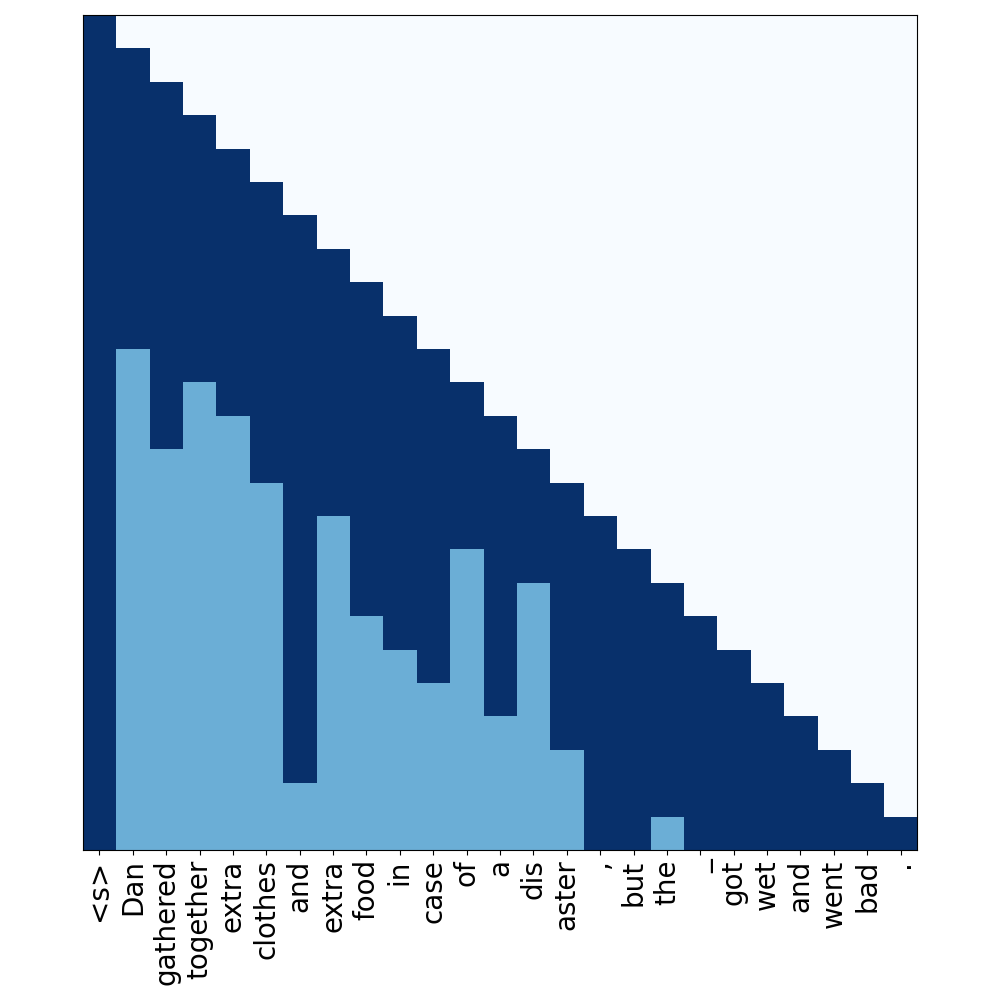 <s> Dan gathered together extra clothes and extra food in case of a dis aster , but the _ got wet and went bad .